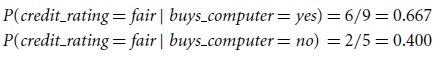 P(credit_rating = fair | buys_computer = yes) = 6/9 = 0.667
P(credit_rating = fair | buys_computer = no) = 2/5 = 0.400